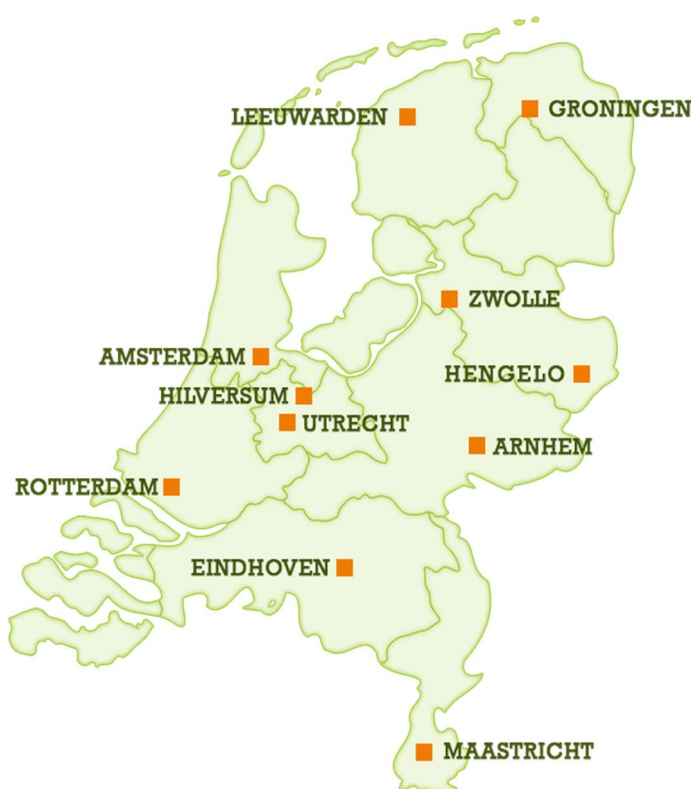 LEEUWARDEN
GRONINGEN
ZWOLLE
AMSTERDAM
HENGELO
HILVERSUM
UTRECHT
ARNHEM
ROTTERDAM
EINDHOVEN
MAASTRICHT